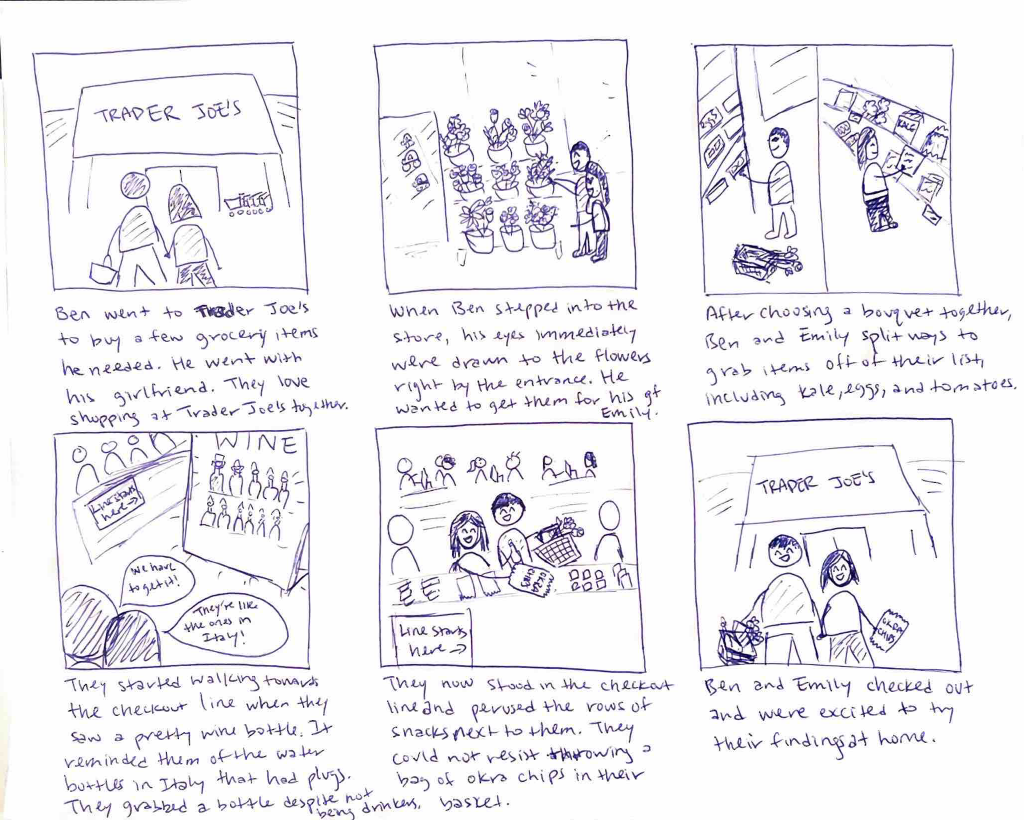 TRADER JOE'S
Ben went to Trader Joe's
to buy a few grocery items
he needed. He went with
his girlfriend. They love
shopping at Trader Joe's together.
When Ben stepped into the
store, his eyes immediately
were drawn to the flowers
right by the entrance. He
wanted to get them for his gf
Emily.
EGGS
KALE
After choosing a bouquet together,
Ben and Emily split ways to
grab items off of their list,
including kale, eggs, and tomatoes.
WINE
Line starts
here →
We have
to get it!
They're like
the ones in
Italy!
They started walking towards
the checkout line when they
saw a pretty wine bottle. It
reminded them of the water
bottles in Italy that had plugs.
They grabbed a bottle despite not
being drinkers.
OKRA
CHIPS
Line starts
here →
They now stood in the checkout
line and perused the rows of
snacks next to them. They
could not resist throwing a
bag of okra chips in their
basket.
TRADER JOE'S
OKRA
CHIPS
Ben and Emily checked out
and were excited to try
their findings at home.